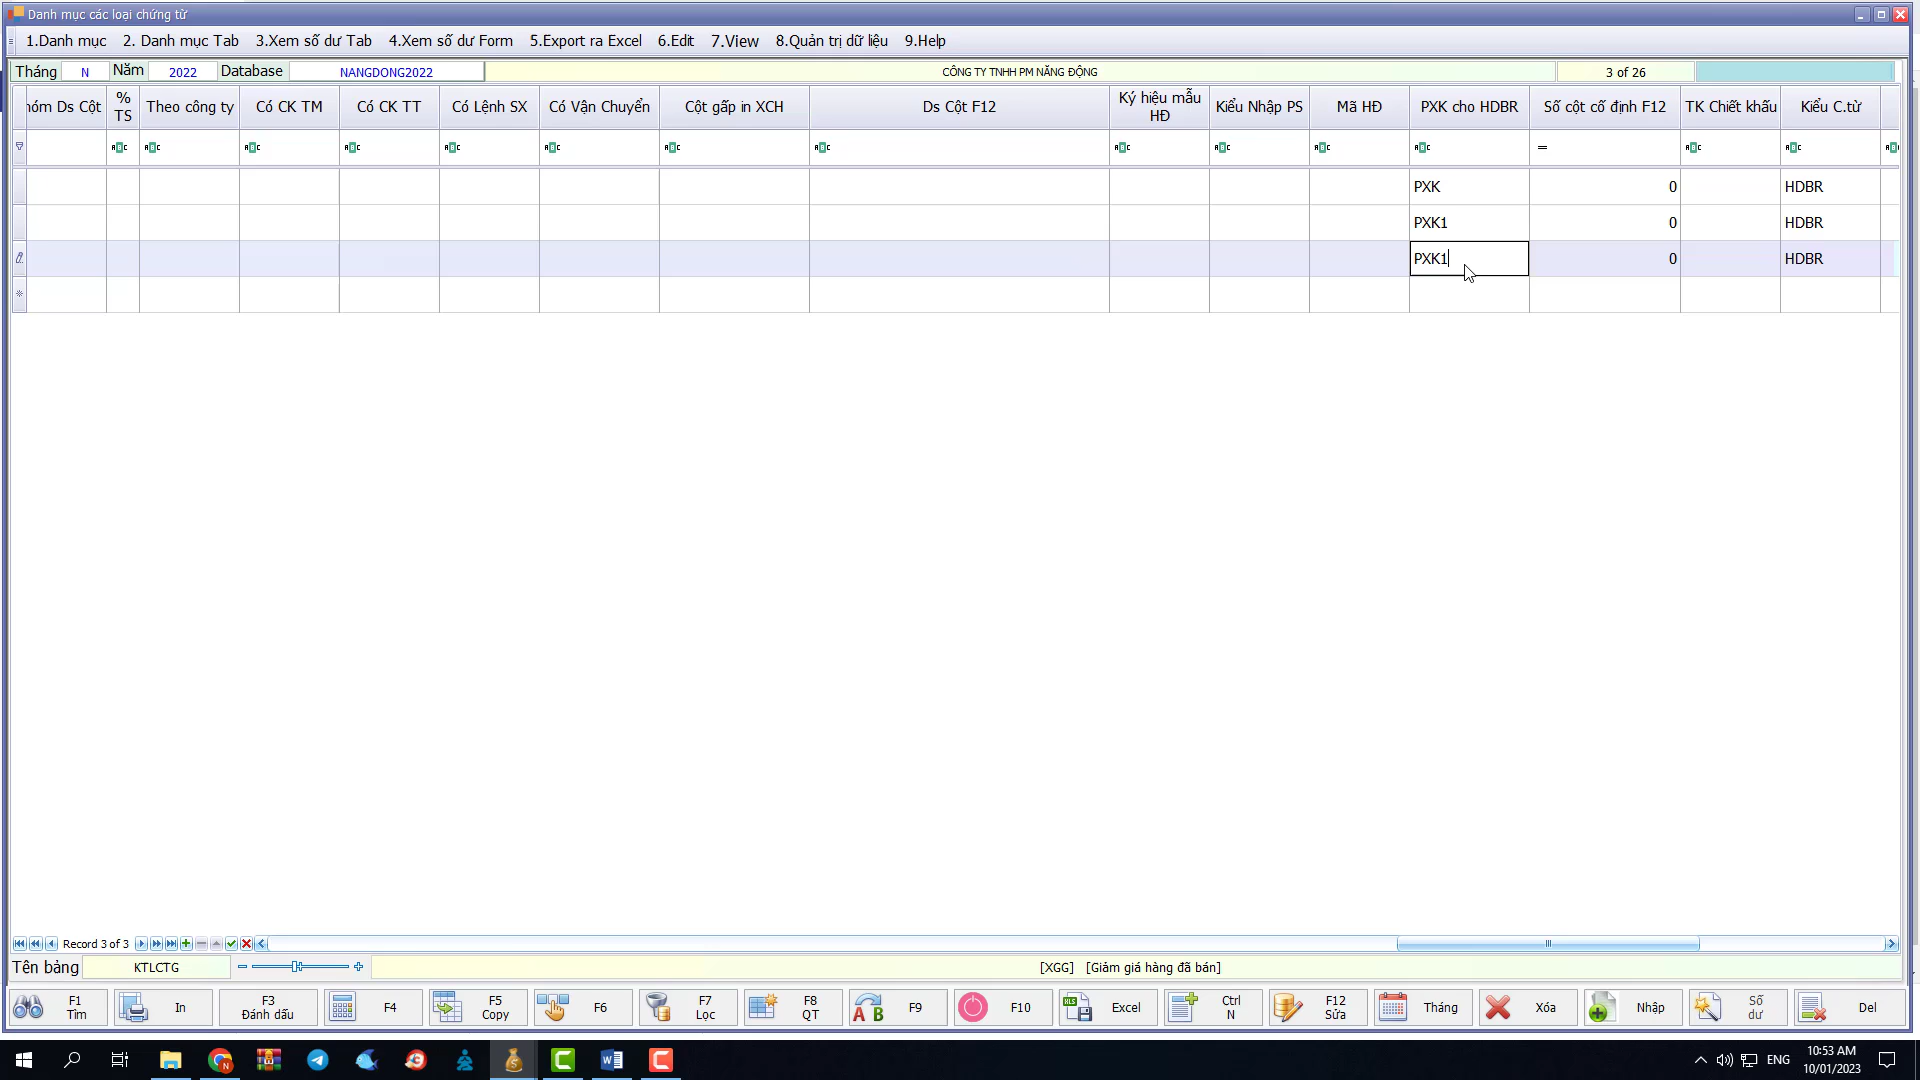 Danh mục các loại chứng từ
1.Danh mục 2. Danh mục Tab 3.Xem số dư Tab 4.Xem số dư Form 5.Export ra Excel 6.Edit 7.View 8.Quản trị dữ liệu 9.Help
Tháng N Năm 2022 Database NANGDONG2022 CÔNG TY TNHH PM NĂNG ĐỘNG 3 of 26
Ds Cột % TS Theo công ty Có CK TM Có CK TT Có Lệnh SX Có Vận Chuyển Cột gấp in XCH Ds Cột F12 Ký hiệu mẫu HĐ Kiểu Nhập PS Mã HĐ PXK cho HDBR Số cột cố định F12 TK Chiết khấu Kiểu C.từ
=
PXK 0 HDBR
PXK1 0 HDBR
PXK1 0 HDBR
Record 3 of 3
Tên bảng KTLCTG [XGG] [Giảm giá hàng đã bán]
F1 Tìm In F3 Đánh dấu F4 F5 Copy F6 F7 Lọc F8 QT F9 F10 Excel Ctrl N F12 Sửa Tháng Xóa Nhập Số dư Del
ENG 10:53 AM
10/01/2023